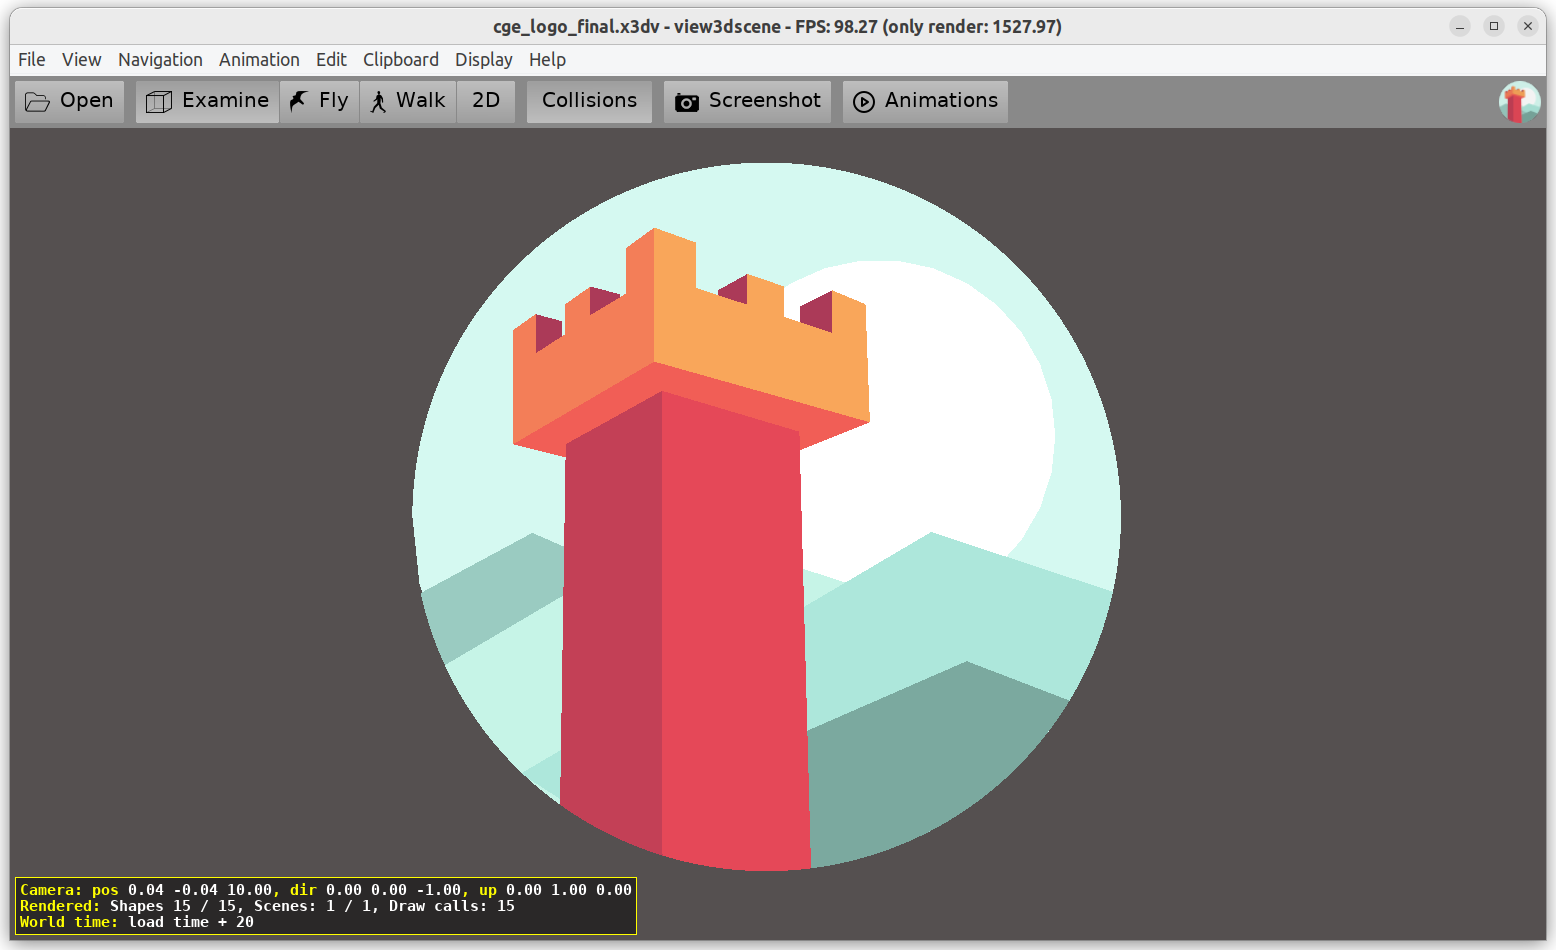 cge_logo_final.x3dv - view3dscene - FPS: 98.27 (only render: 1527.97)
File View Navigation Animation Edit Clipboard Display Help
Open Examine Fly Walk 2D Collisions Screenshot Animations
Camera: pos 0.04 -0.04 10.00, dir 0.00 0.00 -1.00, up 0.00 1.00 0.00
Rendered: Shapes 15 / 15, Scenes: 1 / 1, Draw calls: 15
World time: load time + 20